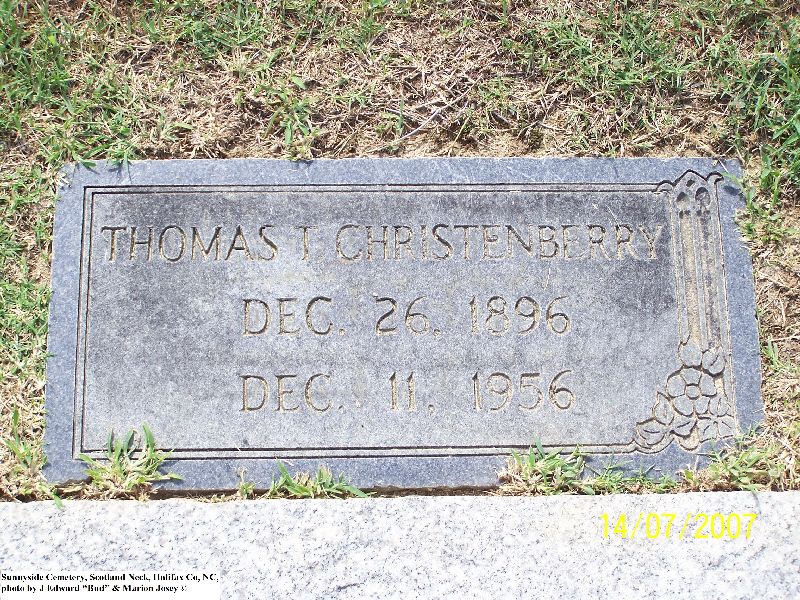 THOMAS T. CHRISTENBERRY
DEC. 26, 1896
DEC. 11, 1956
14/07/2007
Sunnyside Cemetery, Scotland Neck, Halifax Co, NC,
photo by J Edward "Bud" & Marion Josey ©